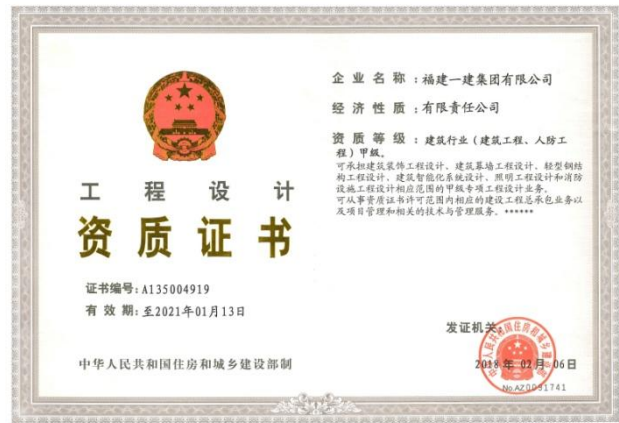 工程设计
资质证书
证书编号：A135004919
有效期：至2021年01月13日
中华人民共和国住房和城乡建设部制
企业名称：福建一建集团有限公司
经济性质：有限责任公司
资质等级：建筑行业（建筑工程、人防工
程）甲级。
可承担建筑装饰工程设计、建筑幕墙工程设计、轻型钢结
构工程设计、建筑智能化系统设计、照明工程设计和消防
设施工程设计相应范围的甲级专项工程设计业务。
可从事资质证书许可范围内相应的建设工程总承包业务以
及项目管理和相关的技术与管理服务。******
发证机关：
2018年02月06日
No.AZ0091741